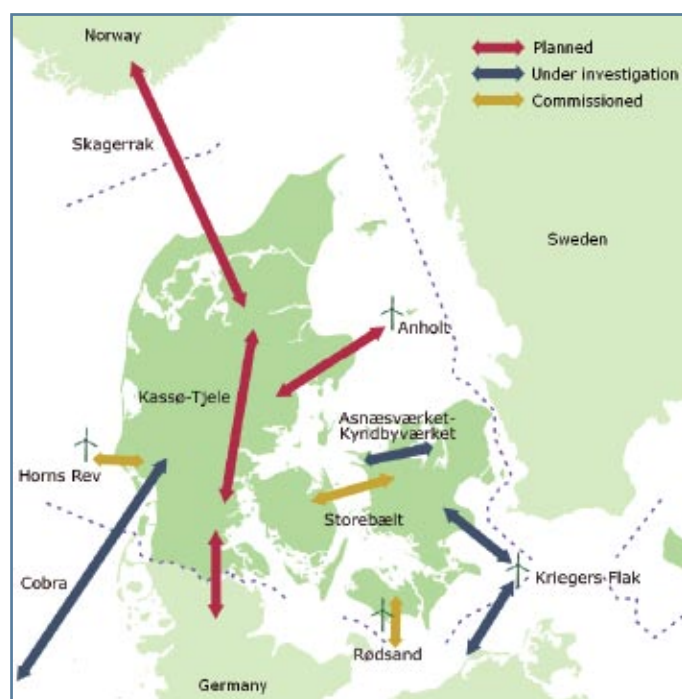 Norway
Planned
Under investigation
Commissioned
Skagerrak
Sweden
Anholt
Kassø-Tjele
Asnæsværket-
Kyndbyværket
Horns Rev
Storebælt
Cobra
Kriegers Flak
Rødsand
Germany